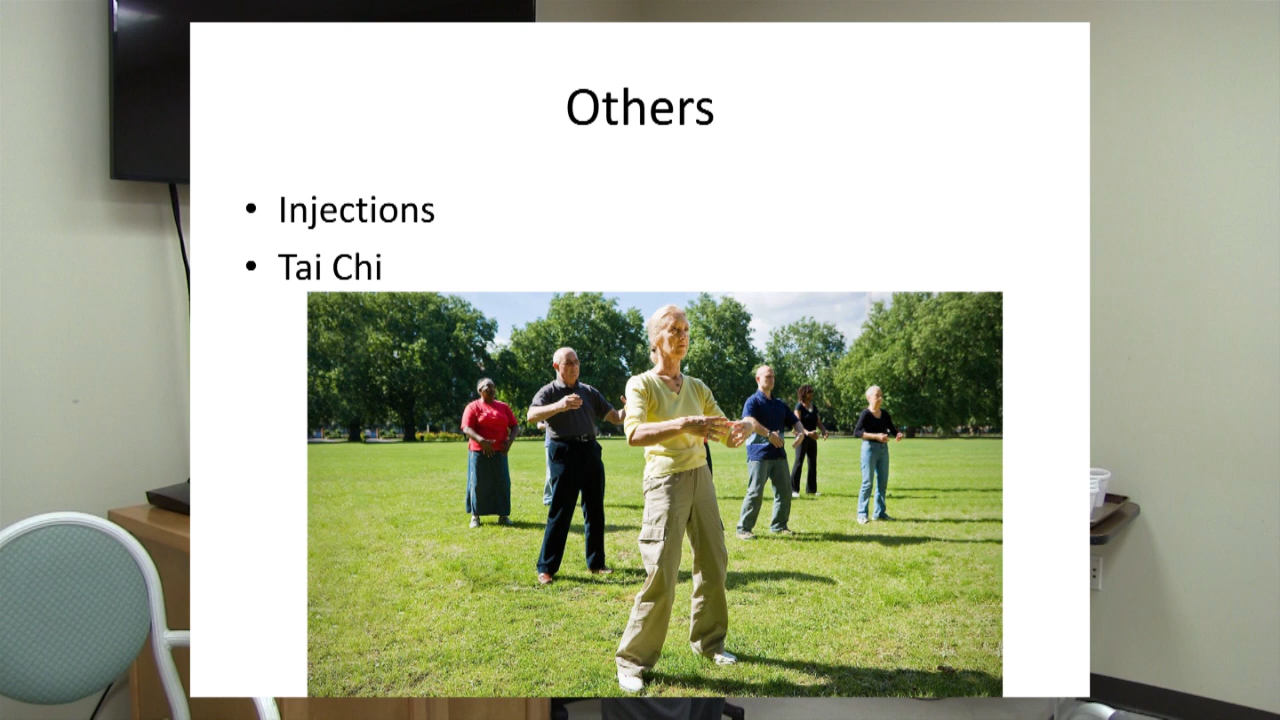 Others
• Injections
• Tai Chi